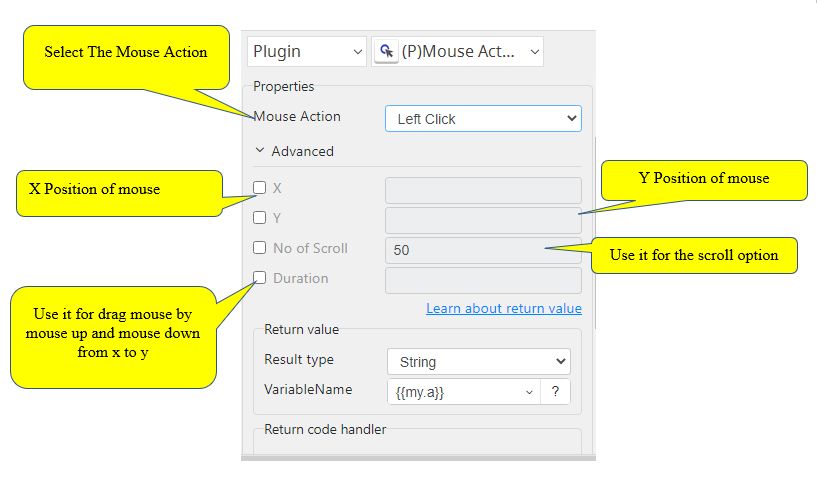 Select The Mouse Action
Plugin
(P)Mouse Act...
Properties
Mouse Action
Left Click
Advanced
X Position of mouse
X
Y Position of mouse
Y
No of Scroll
50
Use it for the scroll option
Duration
Use it for drag mouse by
mouse up and mouse down
from x to y
Learn about return value
Return value
Result type
String
VariableName
{{my.a}}
?
Return code handler